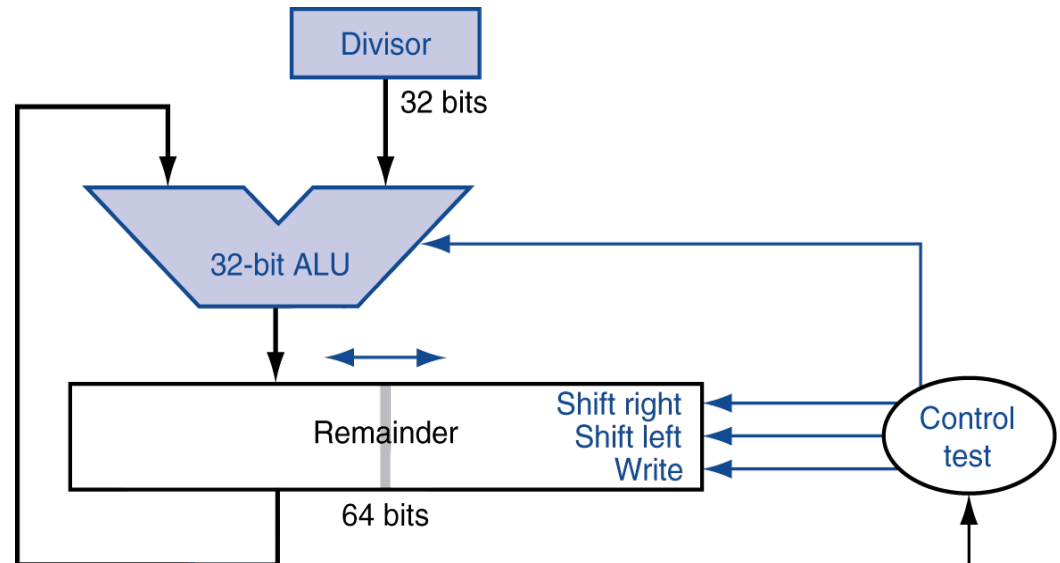 Divisor
32 bits
32-bit ALU
Remainder
Shift right
Shift left
Write
Control
test
64 bits